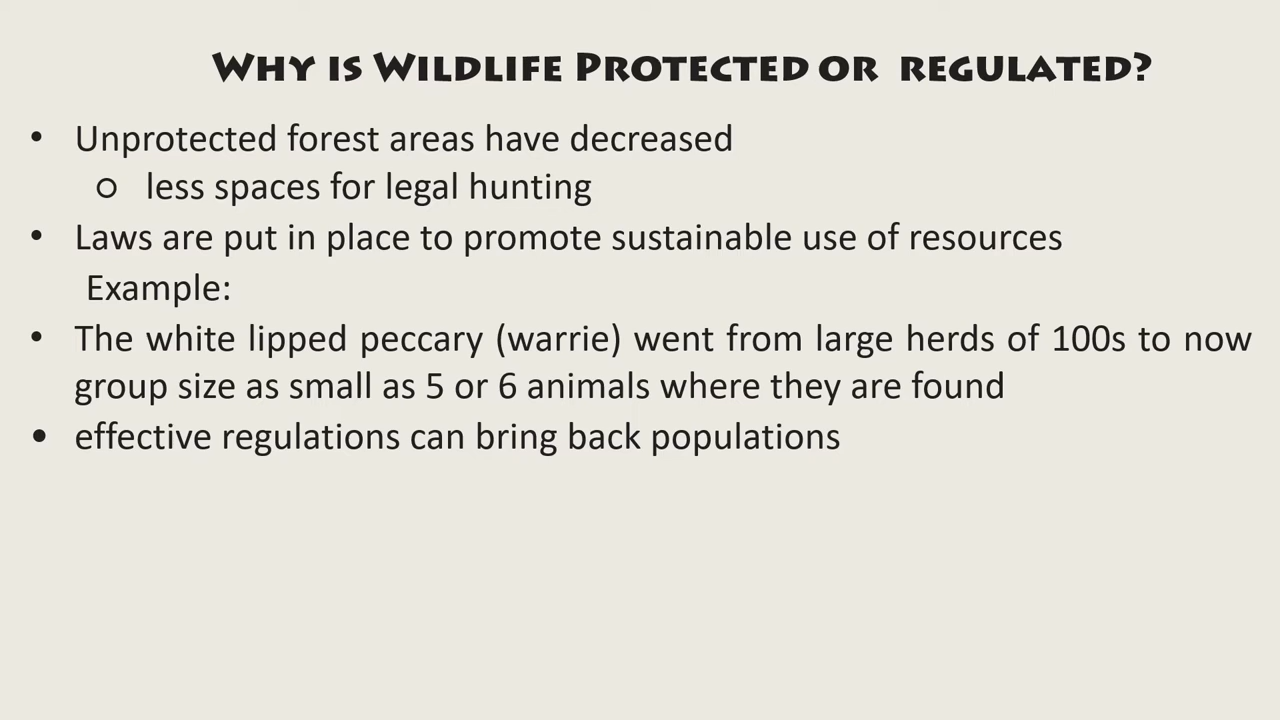 Why is Wildlife Protected or regulated?
• Unprotected forest areas have decreased
○ less spaces for legal hunting
• Laws are put in place to promote sustainable use of resources
Example:
• The white lipped peccary (warrie) went from large herds of 100s to now
group size as small as 5 or 6 animals where they are found
• effective regulations can bring back populations